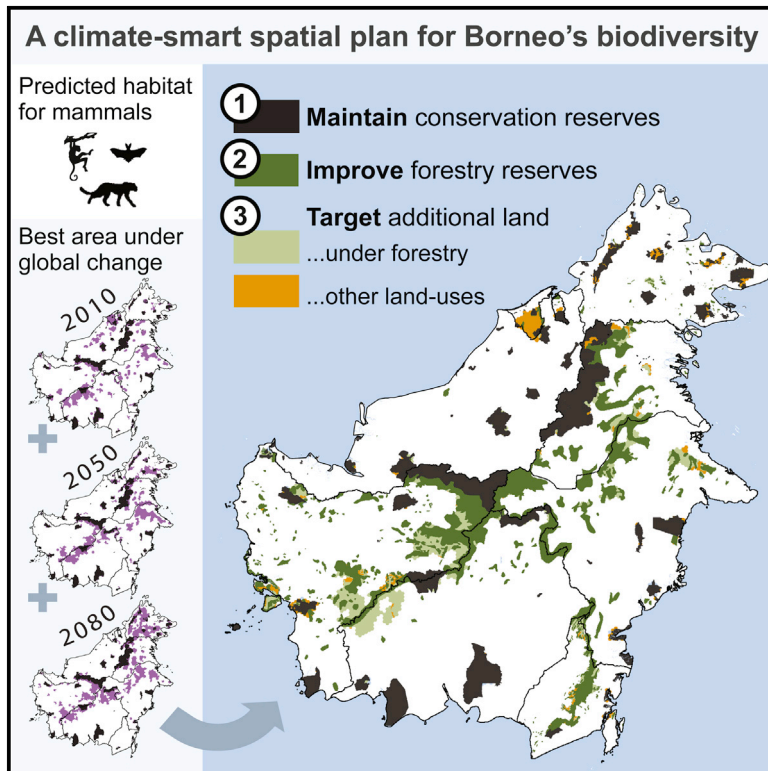 A climate-smart spatial plan for Borneo's biodiversity
Predicted habitat
for mammals
Best area under
global change
2010
2050
2080
1
Maintain conservation reserves
2
Improve forestry reserves
3
Target additional land
...under forestry
...other land-uses